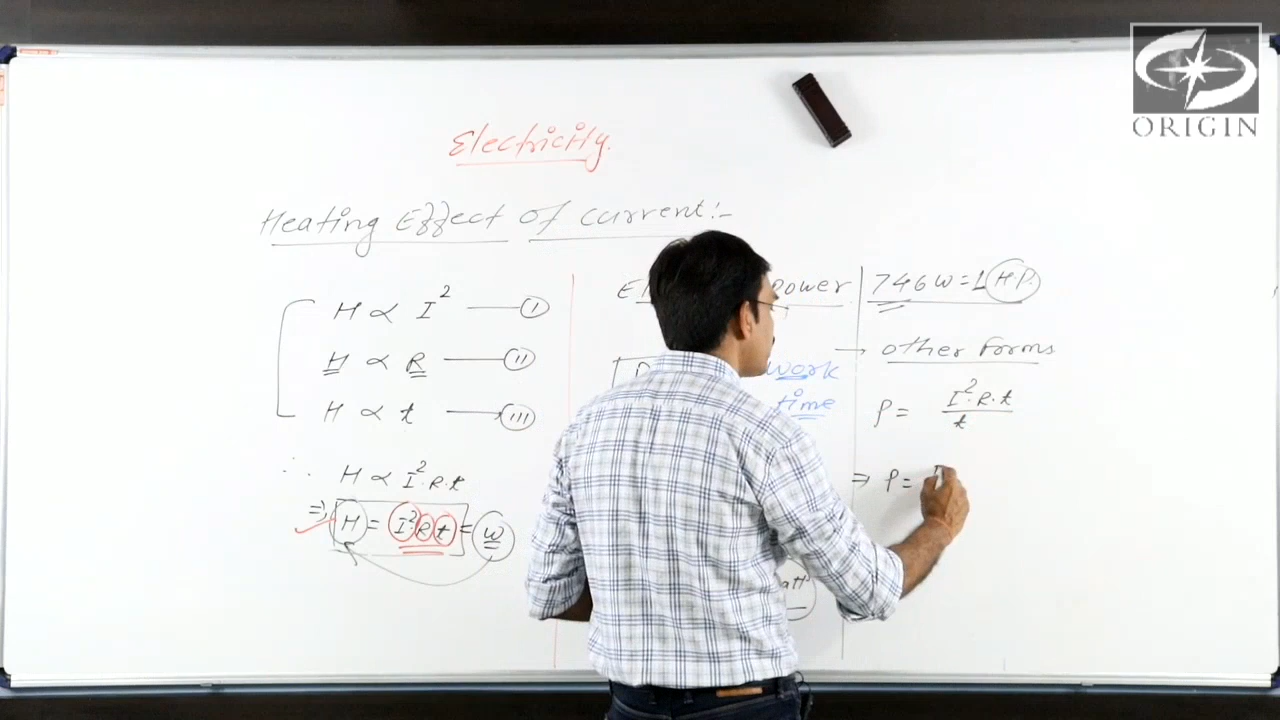 ORIGIN
Electricity.
Heating Effect of current:-
H ∝ I² —— (I)
H ∝ R —— (II)
H ∝ t —— (III)
∴ H ∝ I².R.t
⇒ H = I².R t = W
power
work
time
att
746 W = 1 H.P.
→ other forms
P = I².R.t / t
⇒ P =